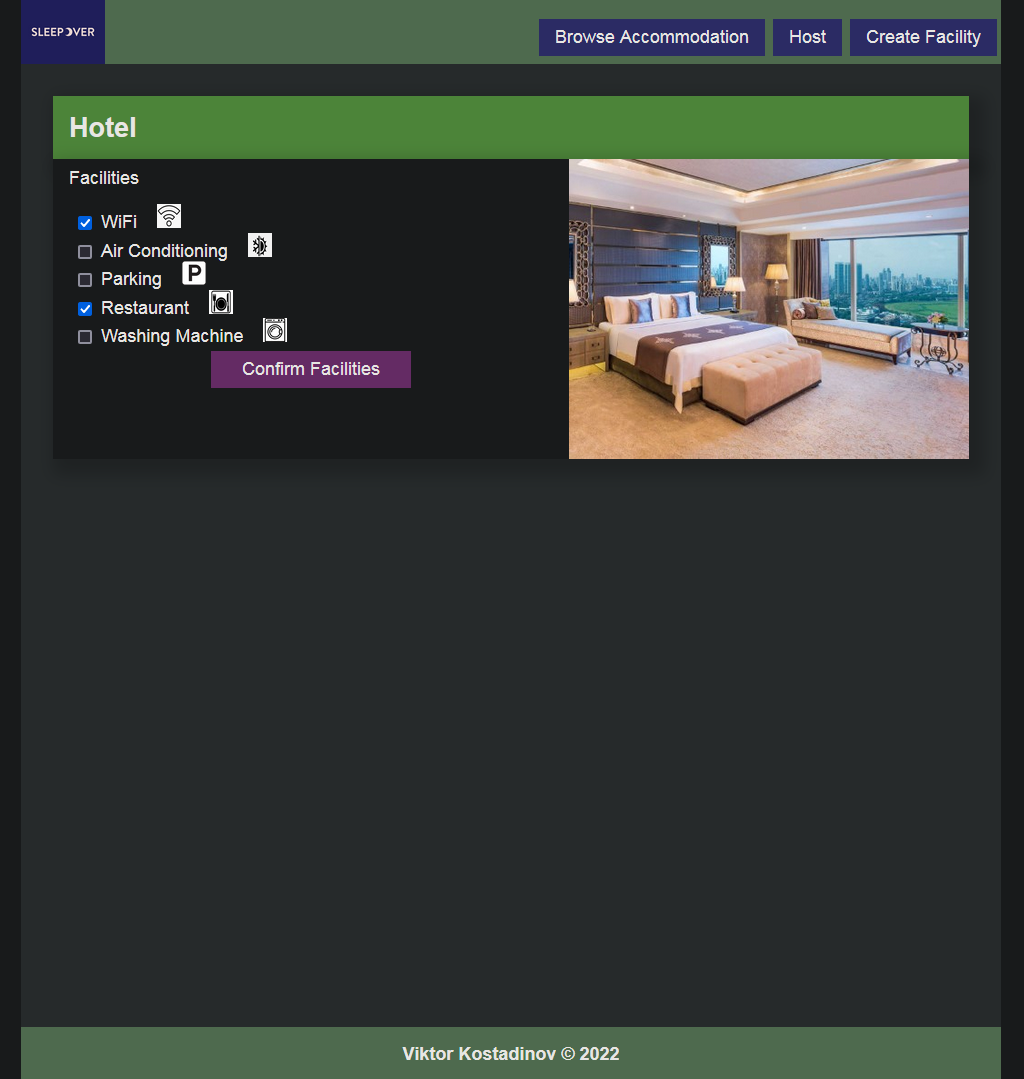 SLEEPOVER
Browse Accommodation
Host
Create Facility
Hotel
Facilities
WiFi
Air Conditioning
Parking
P
Restaurant
Washing Machine
Confirm Facilities
Viktor Kostadinov © 2022